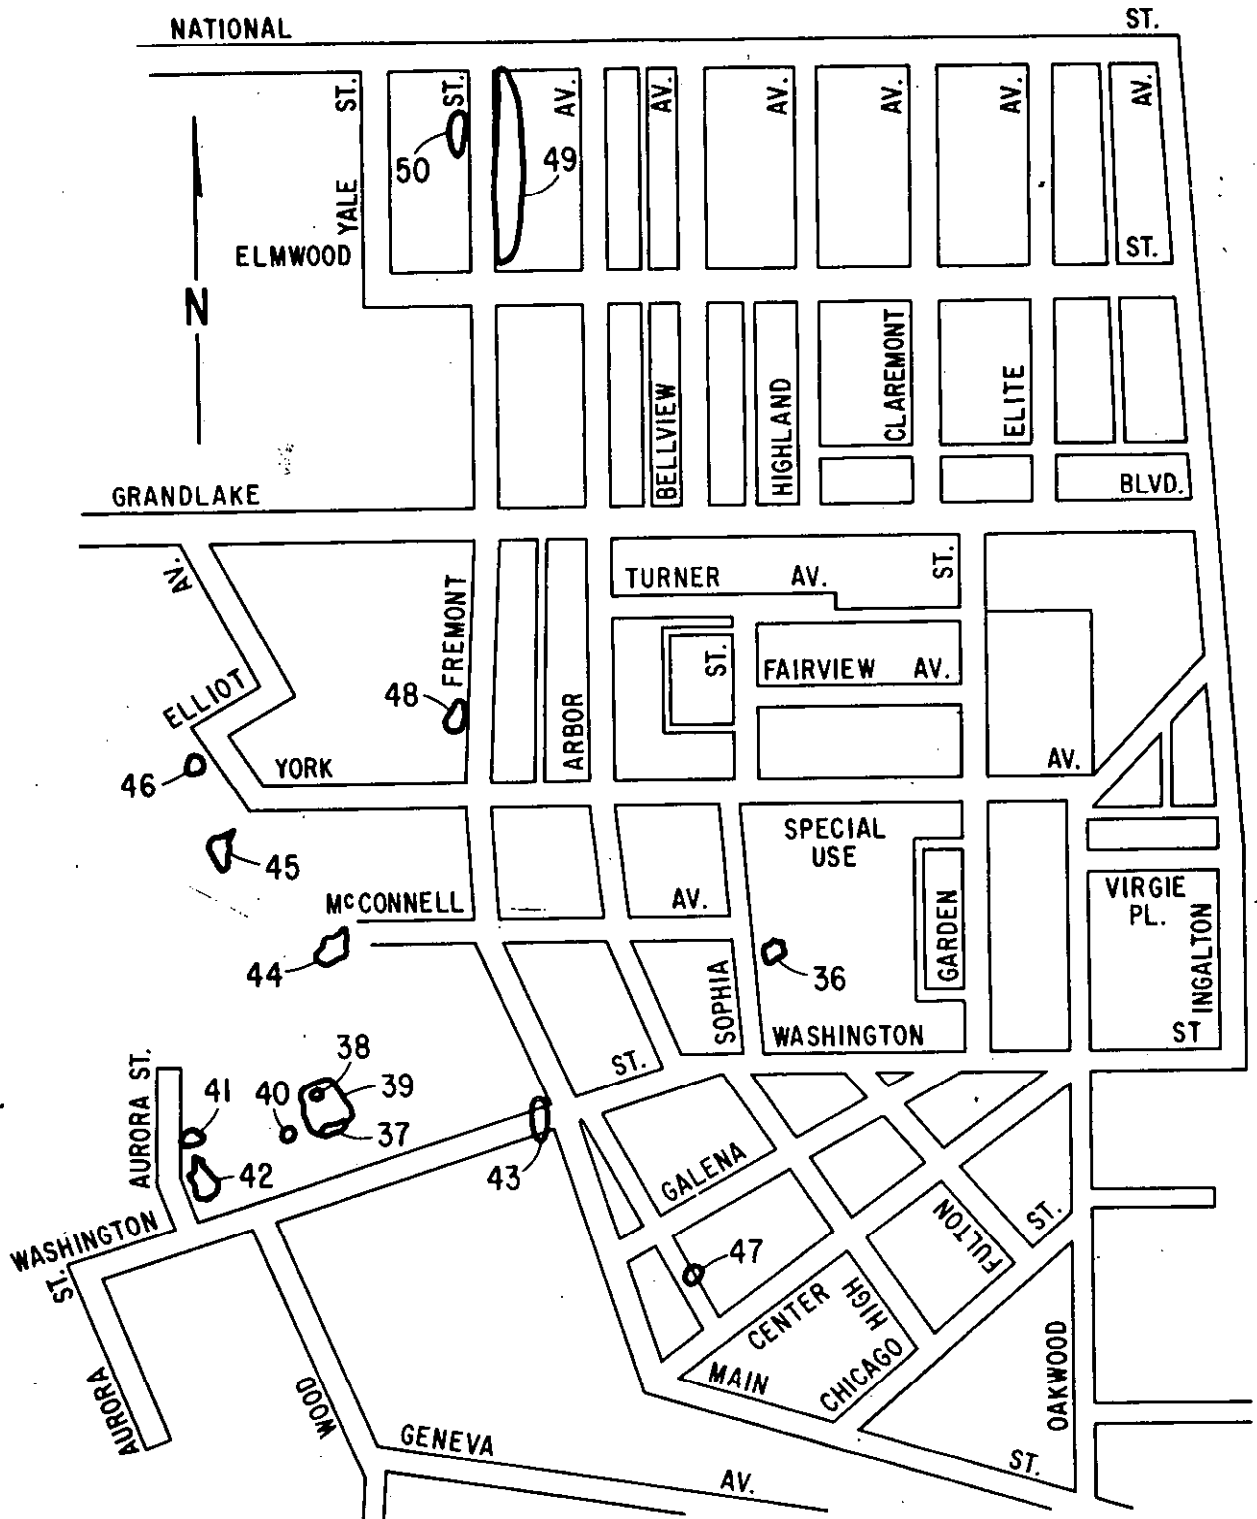 NATIONAL ST.
YALE ST.
ST.
AV.
AV.
AV.
AV.
AV.
AV.
50
49
ELMWOOD ST.
N
BELLVIEW
HIGHLAND
CLAREMONT
ELITE
GRANDLAKE BLVD.
AV.
TURNER AV.
ST.
FREMONT
ST.
FAIRVIEW AV.
ELLIOT
48
ARBOR
46
YORK AV.
45
SPECIAL
USE
McCONNELL AV.
GARDEN
VIRGIE
PL.
INGALTON
44
SOPHIA
36
WASHINGTON ST
ST.
AURORA ST.
41
40
38
39
37
42
43
GALENA
ST.
WASHINGTON
ST.
FULTON
47
CENTER
HIGH
MAIN
CHICAGO
OAKWOOD
AURORA
WOOD
GENEVA AV.
ST.